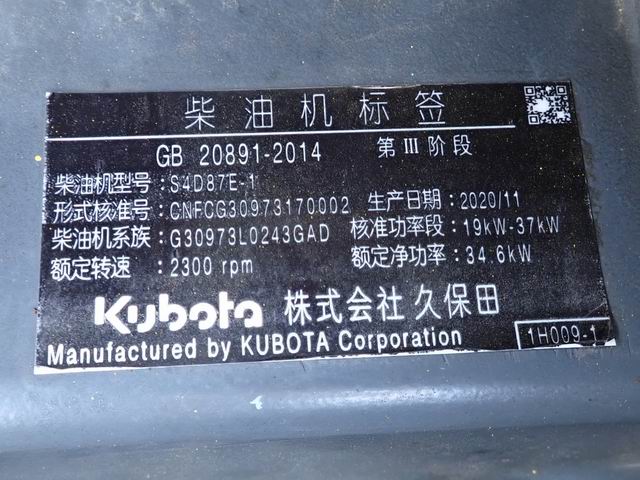 柴油机标签
GB 20891-2014 第Ⅲ阶段
柴油机型号: S4D87E-1
形式核准号: CNFCG30973170002 生产日期: 2020/11
柴油机系族: G30973L0243GAD 核准功率段: 19kW-37kW
额定转速: 2300 rpm 额定净功率: 34.6kW
Kubota 株式会社久保田
Manufactured by KUBOTA Corporation 1H009-1